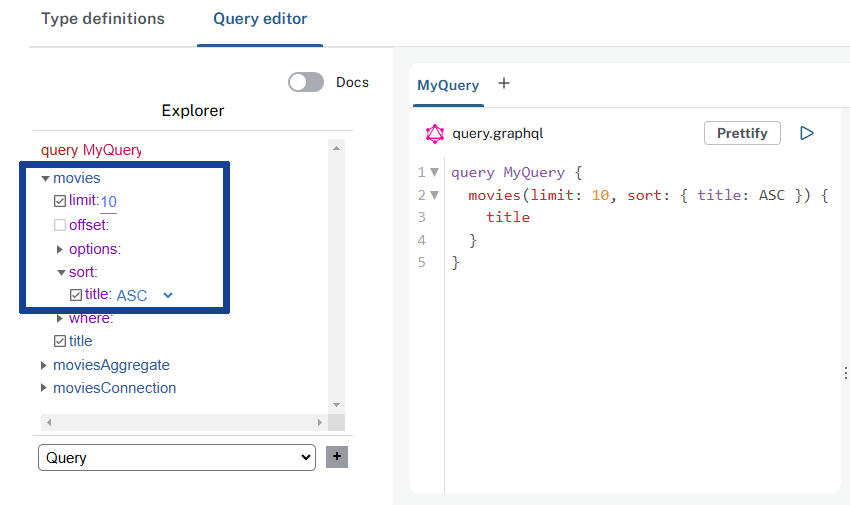 Type definitions
Query editor
Docs
Explorer
query MyQuery
movies
limit: 10
offset:
options:
sort:
title: ASC
where:
title
moviesAggregate
moviesConnection
Query
+
MyQuery +
query.graphql
Prettify
1 query MyQuery {
2 movies(limit: 10, sort: { title: ASC }) {
3 title
4 }
5 }